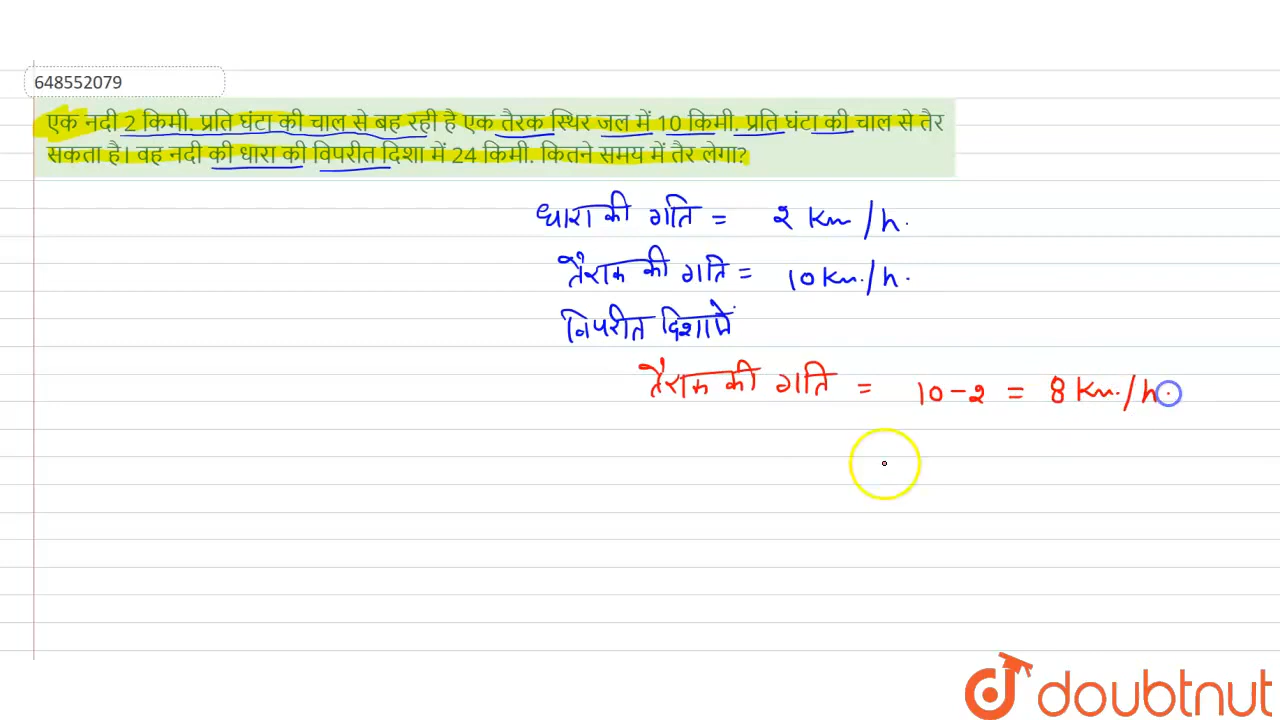 648552079
एक नदी 2 किमी. प्रति घंटा की चाल से बह रही है एक तैरक स्थिर जल में 10 किमी. प्रति घंटा की चाल से तैर
सकता है। वह नदी की धारा की विपरीत दिशा में 24 किमी. कितने समय में तैर लेगा?
धारा की गति = 2 Km/h.
तैराक की गति = 10 Km./h.
विपरीत दिशा में
तैराक की गति = 10-2 = 8 Km./h.
doubtnut